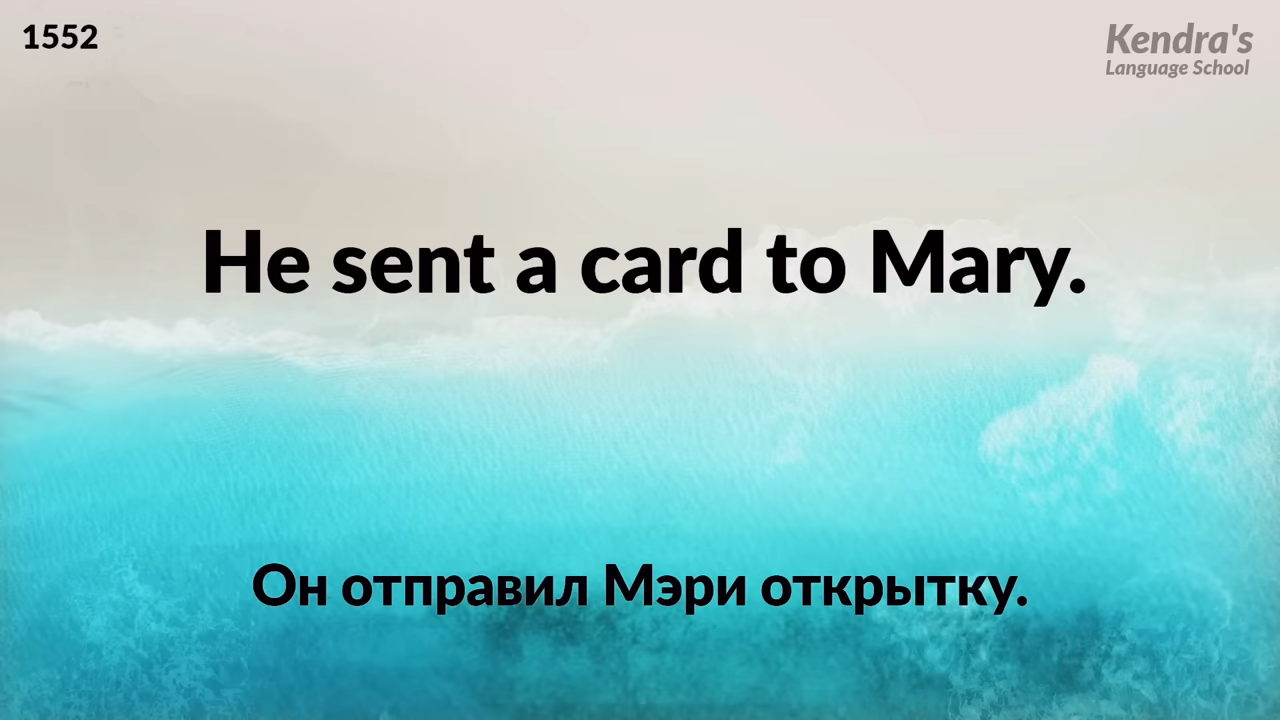 1552
Kendra's
Language School
He sent a card to Mary.
Он отправил Мэри открытку.